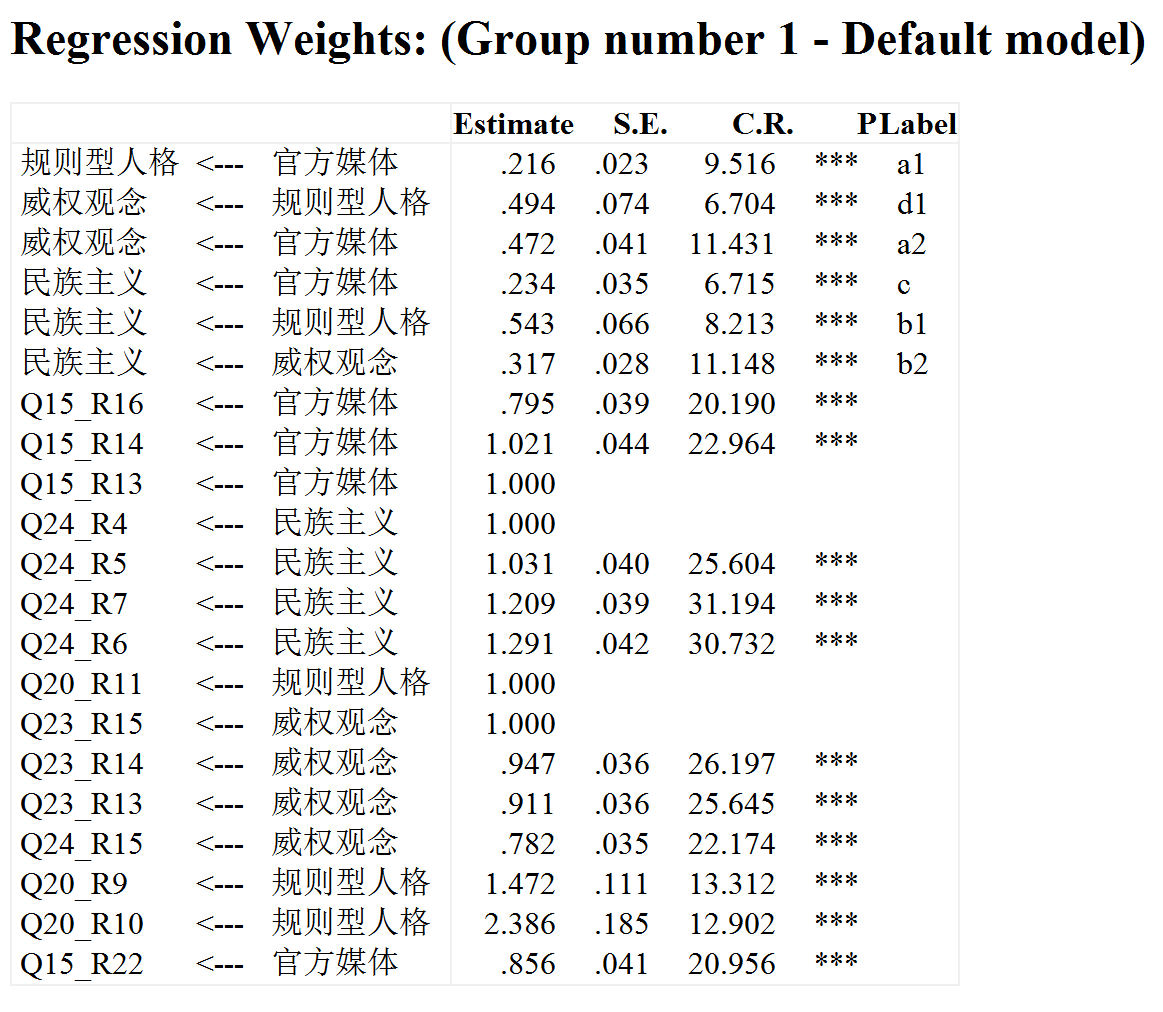 Regression Weights: (Group number 1 - Default model)
Estimate S.E. C.R. P Label
规则型人格 <--- 官方媒体 .216 .023 9.516 *** a1
威权观念 <--- 规则型人格 .494 .074 6.704 *** d1
威权观念 <--- 官方媒体 .472 .041 11.431 *** a2
民族主义 <--- 官方媒体 .234 .035 6.715 *** c
民族主义 <--- 规则型人格 .543 .066 8.213 *** b1
民族主义 <--- 威权观念 .317 .028 11.148 *** b2
Q15_R16 <--- 官方媒体 .795 .039 20.190 ***
Q15_R14 <--- 官方媒体 1.021 .044 22.964 ***
Q15_R13 <--- 官方媒体 1.000
Q24_R4 <--- 民族主义 1.000
Q24_R5 <--- 民族主义 1.031 .040 25.604 ***
Q24_R7 <--- 民族主义 1.209 .039 31.194 ***
Q24_R6 <--- 民族主义 1.291 .042 30.732 ***
Q20_R11 <--- 规则型人格 1.000
Q23_R15 <--- 威权观念 1.000
Q23_R14 <--- 威权观念 .947 .036 26.197 ***
Q23_R13 <--- 威权观念 .911 .036 25.645 ***
Q24_R15 <--- 威权观念 .782 .035 22.174 ***
Q20_R9 <--- 规则型人格 1.472 .111 13.312 ***
Q20_R10 <--- 规则型人格 2.386 .185 12.902 ***
Q15_R22 <--- 官方媒体 .856 .041 20.956 ***